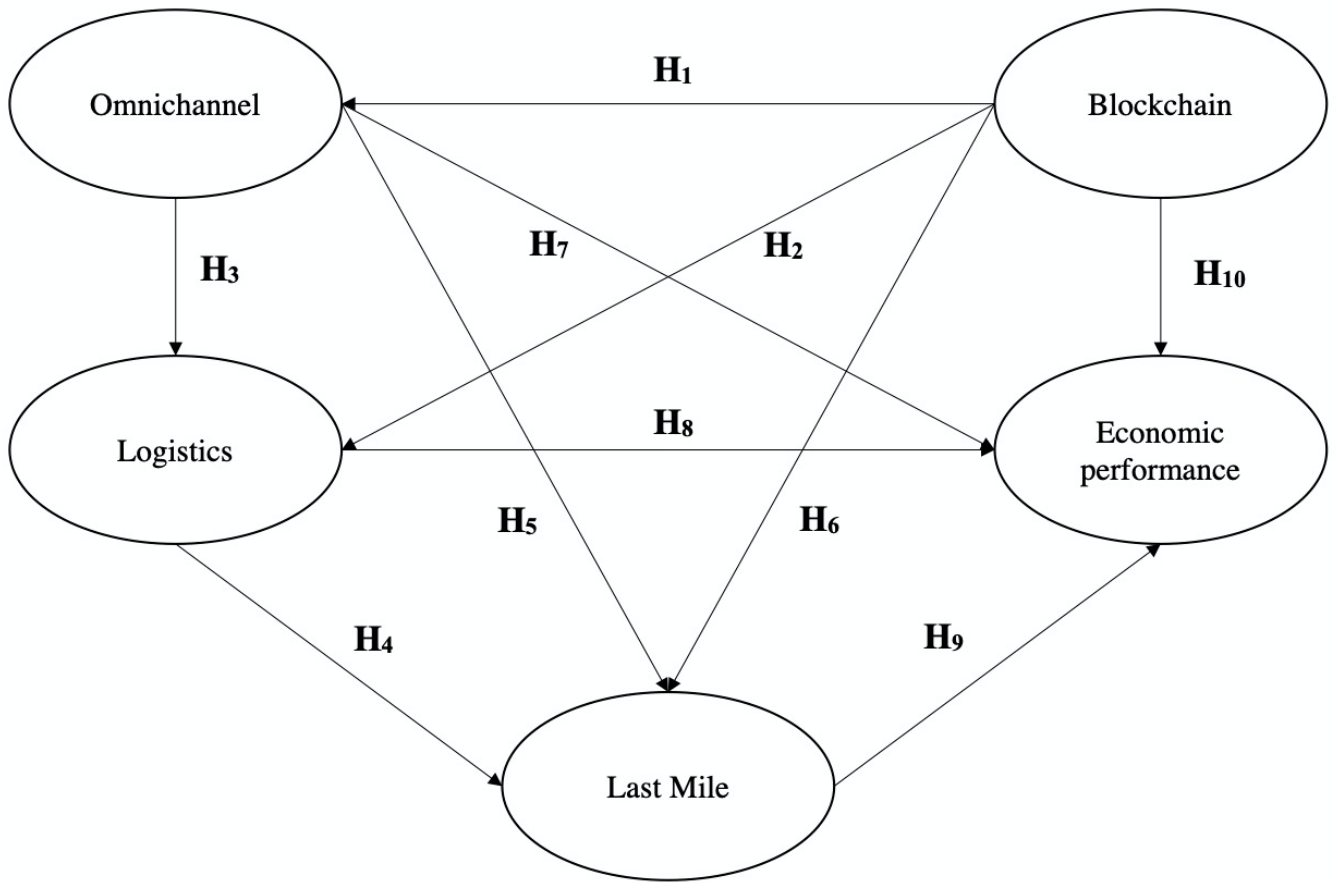 H1
Omnichannel
Blockchain
H7
H2
H3
H10
H8
Logistics
Economic
performance
H5
H6
H4
H9
Last Mile